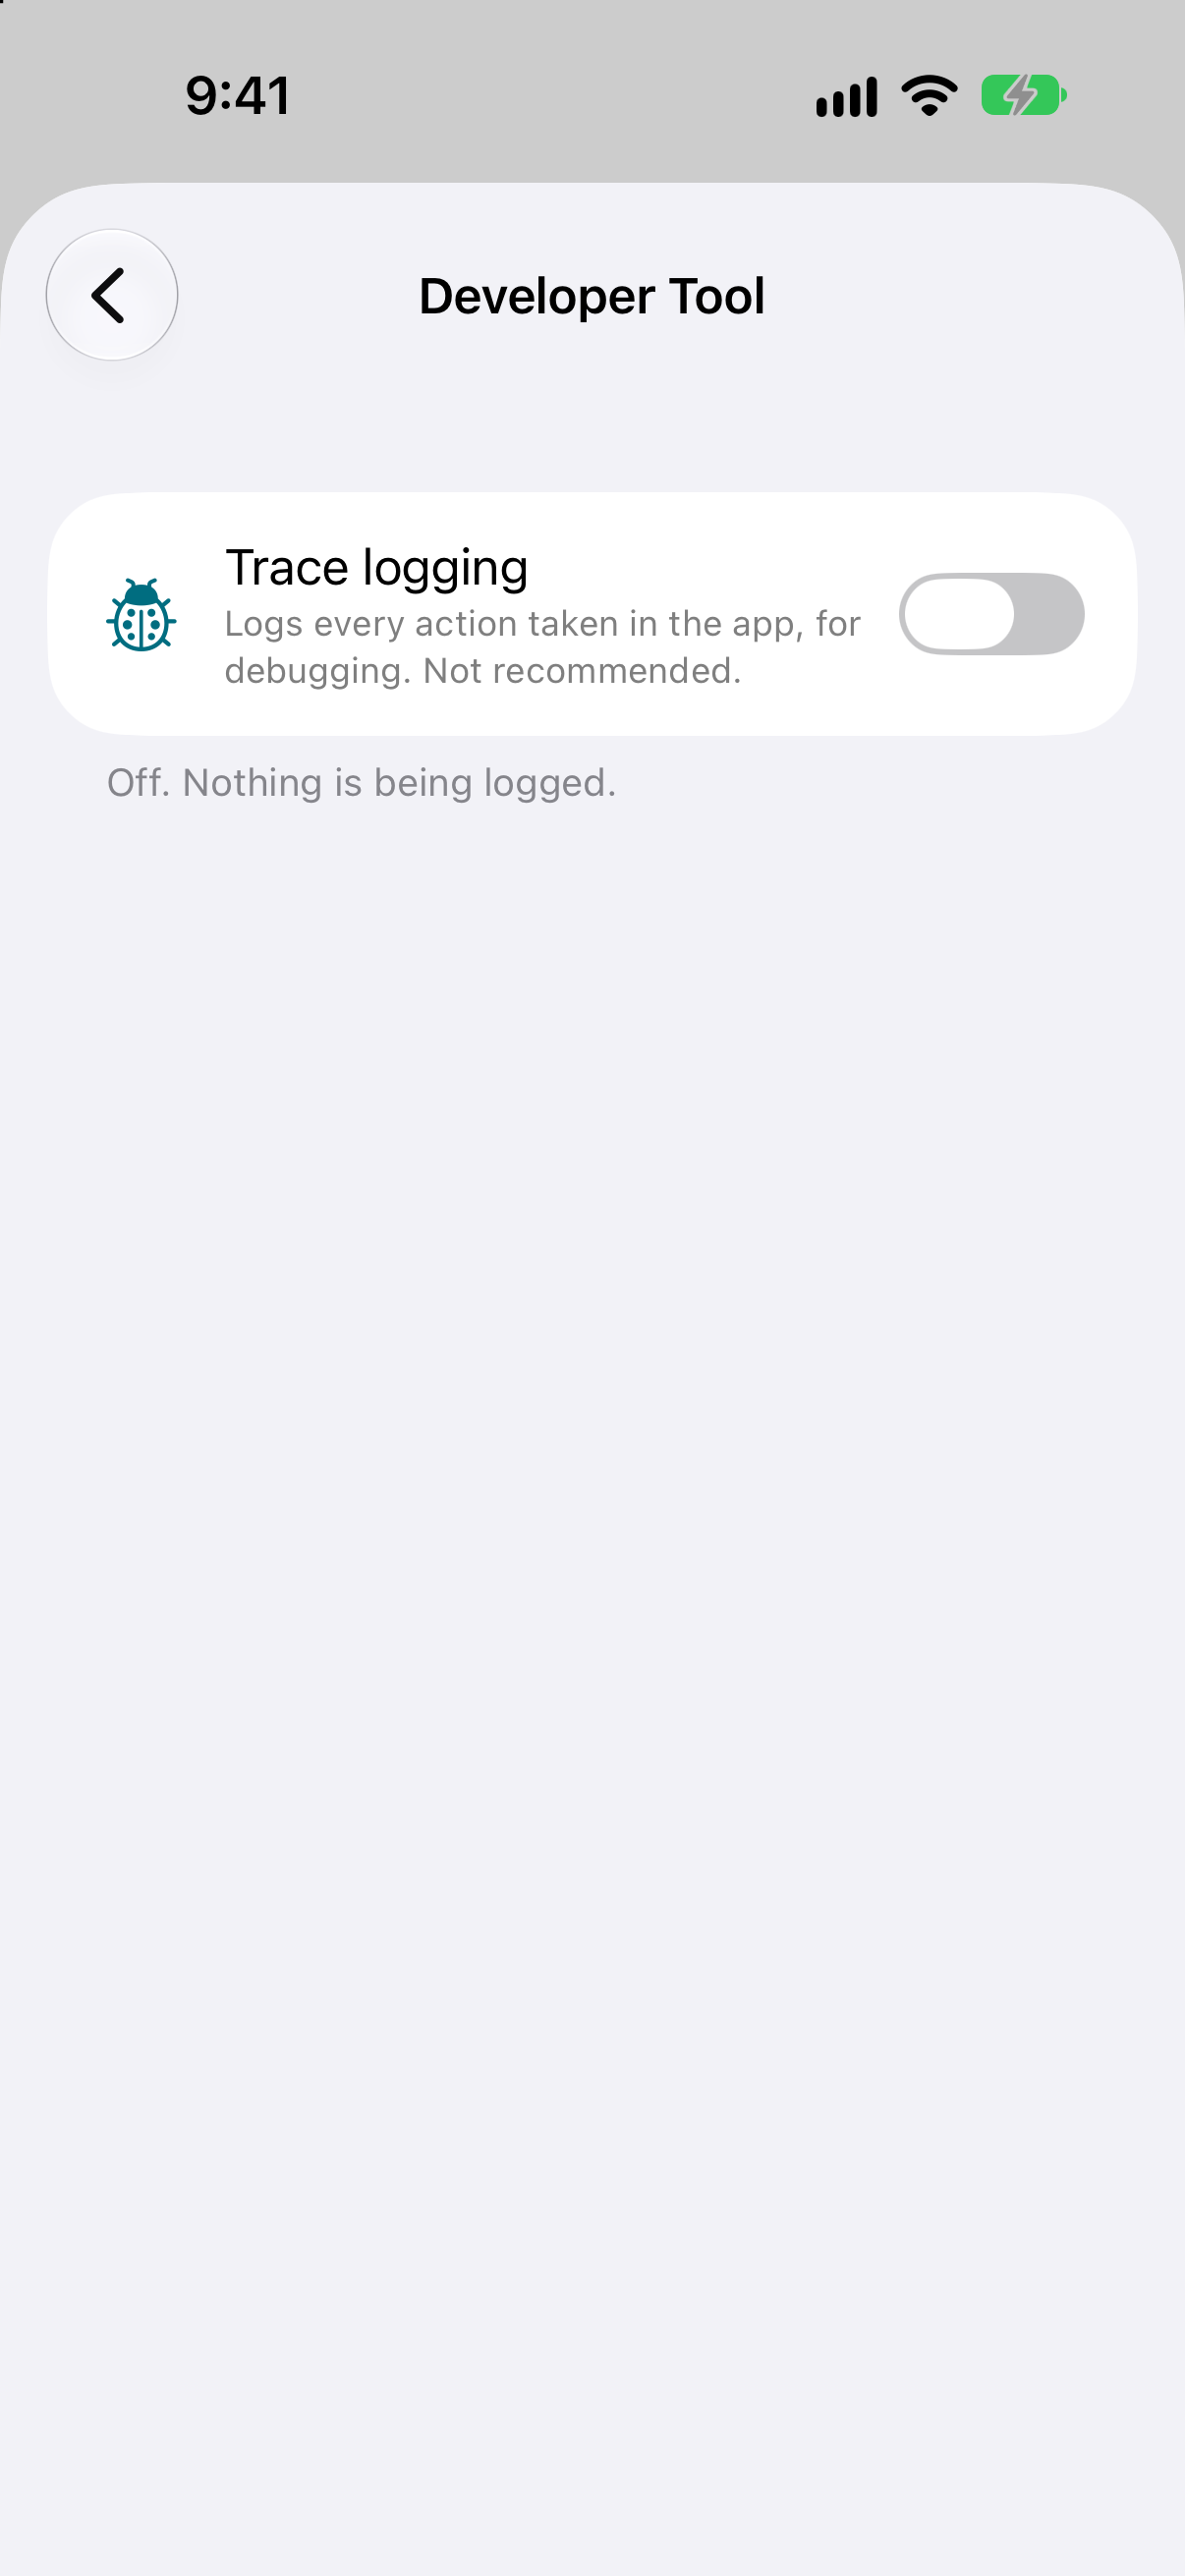 9:41
Developer Tool
Trace logging
Logs every action taken in the app, for
debugging. Not recommended.
Off. Nothing is being logged.